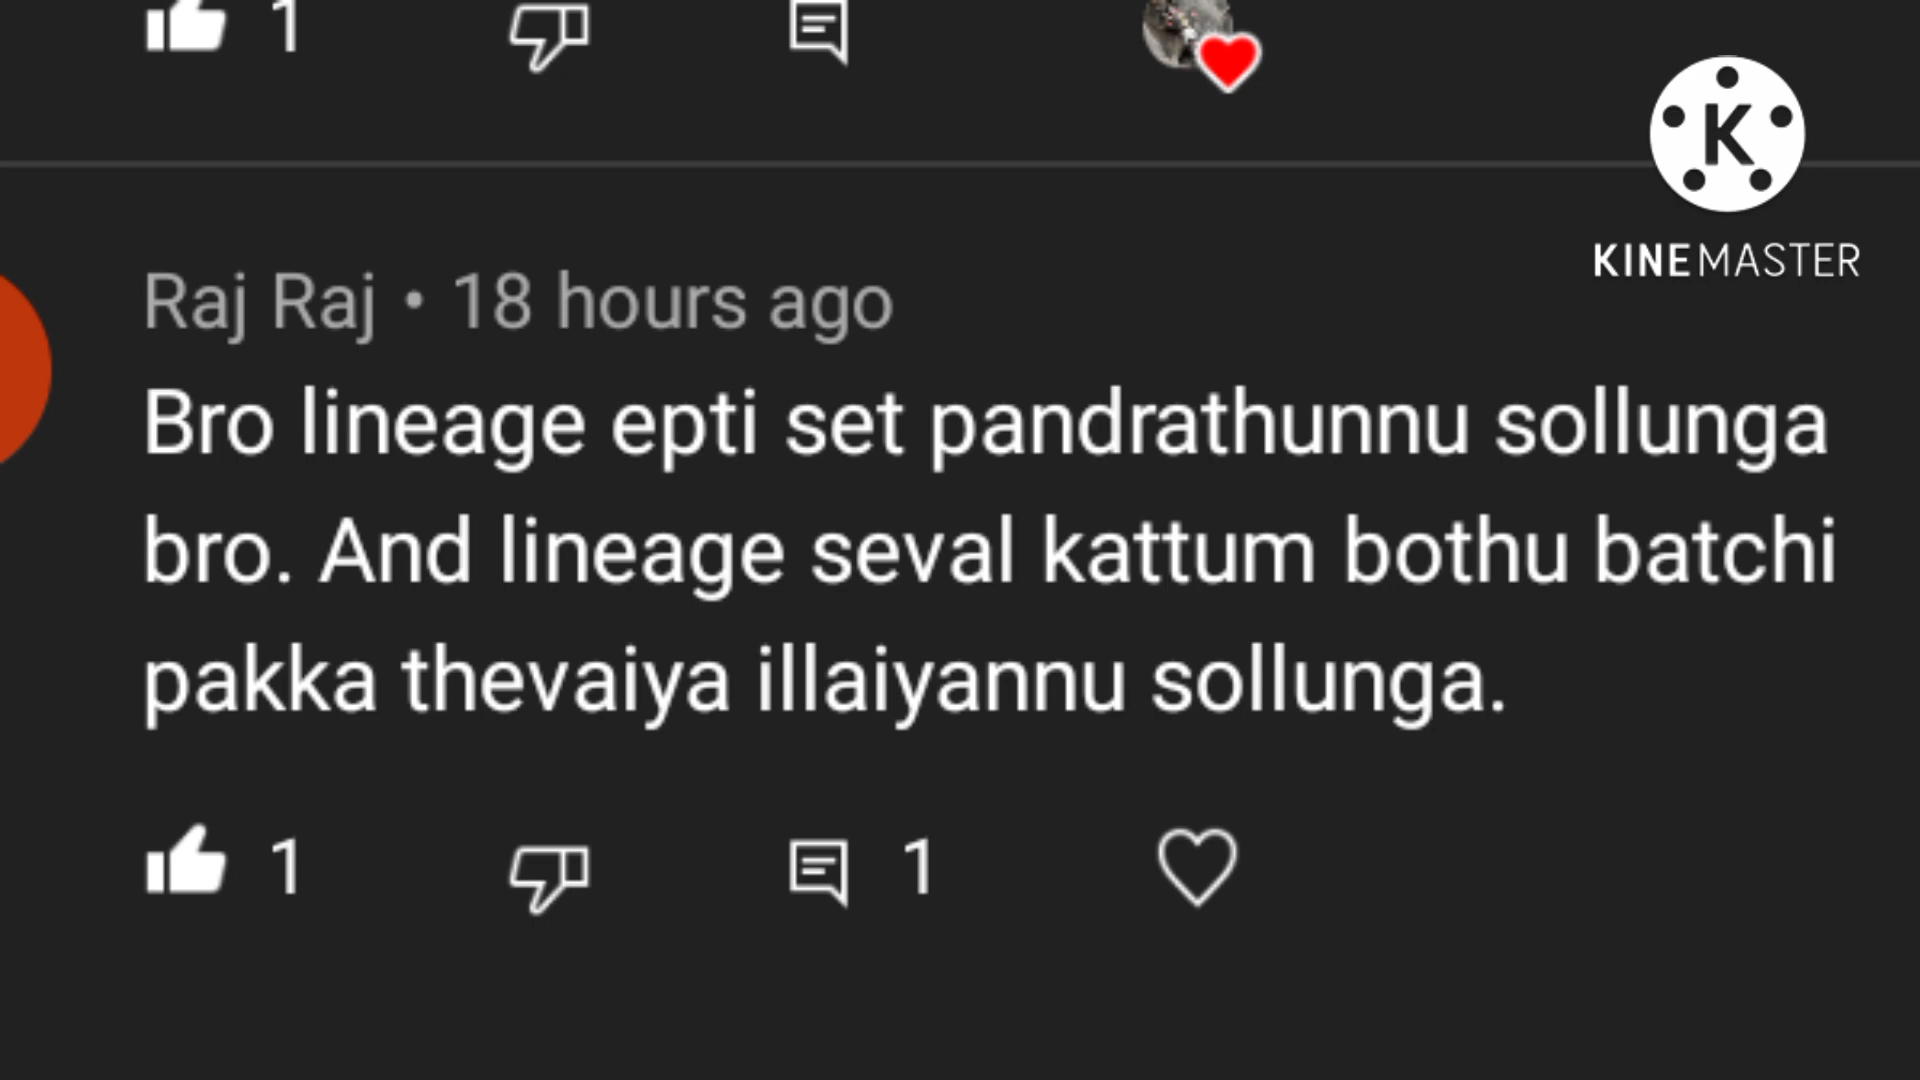 1
K
KINEMASTER
Raj Raj • 18 hours ago
Bro lineage epti set pandrathunnu sollunga
bro. And lineage seval kattum bothu batchi
pakka thevaiya illaiyannu sollunga.
1 1